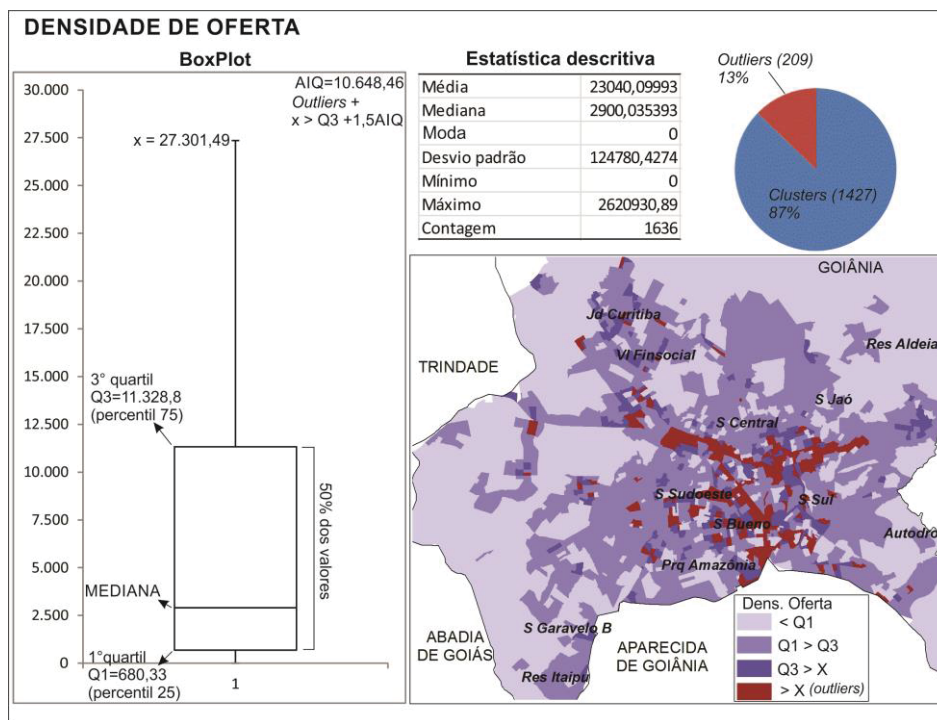 DENSIDADE DE OFERTA
BoxPlot
AIQ=10.648,46
Outliers +
x > Q3 +1,5AIQ
30.000
27.500
25.000
22.500
20.000
17.500
15.000
12.500
10.000
7.500
5.000
2.500
0
x = 27.301,49
3° quartil
Q3=11.328,8
(percentil 75)
50% dos valores
MEDIANA
1°quartil
Q1=680,33
(percentil 25)
1
Estatística descritiva
Média 23040,09993
Mediana 2900,035393
Moda 0
Desvio padrão 124780,4274
Mínimo 0
Máximo 2620930,89
Contagem 1636
Outliers (209)
13%
Clusters (1427)
87%
GOIÂNIA
Jd Curitiba
Vl Finsocial
Res Aldeia
TRINDADE
S Jaó
S Central
S Sudoeste
S Sul
S Bueno
Autódro
Prq Amazônia
S Garavelo B
ABADIA
DE GOIÁS
APARECIDA
DE GOIÂNIA
Res Itaipú
Dens. Oferta
< Q1
Q1 > Q3
Q3 > X
> X (outliers)